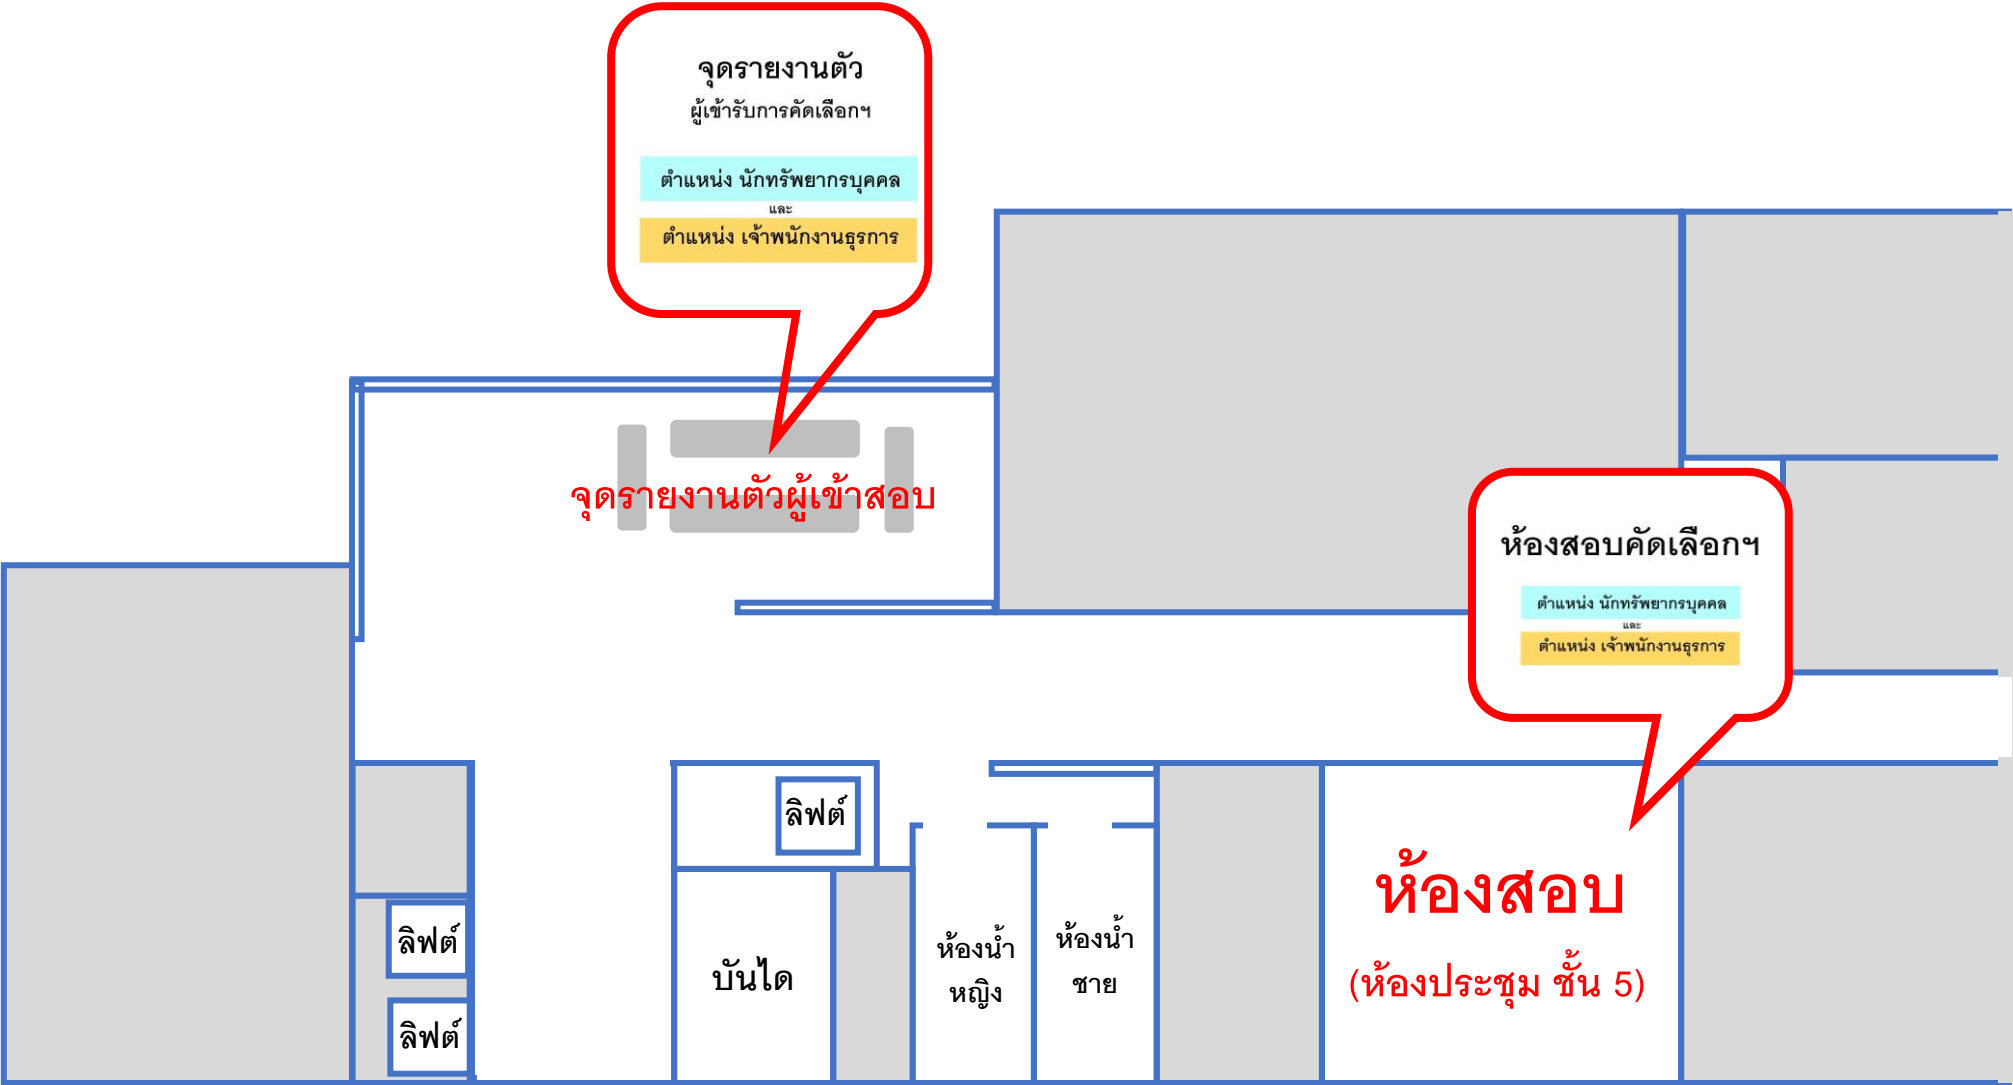 จุดรายงานตัว
ผู้เข้ารับการคัดเลือกฯ
ตำแหน่ง นักทรัพยากรบุคคล
และ
ตำแหน่ง เจ้าพนักงานธุรการ
จุดรายงานตัวผู้เข้าสอบ
ห้องสอบคัดเลือกฯ
ตำแหน่ง นักทรัพยากรบุคคล
และ
ตำแหน่ง เจ้าพนักงานธุรการ
ลิฟต์
ลิฟต์
ลิฟต์
บันได
ห้องน้ำ
หญิง
ห้องน้ำ
ชาย
ห้องสอบ
(ห้องประชุม ชั้น 5)